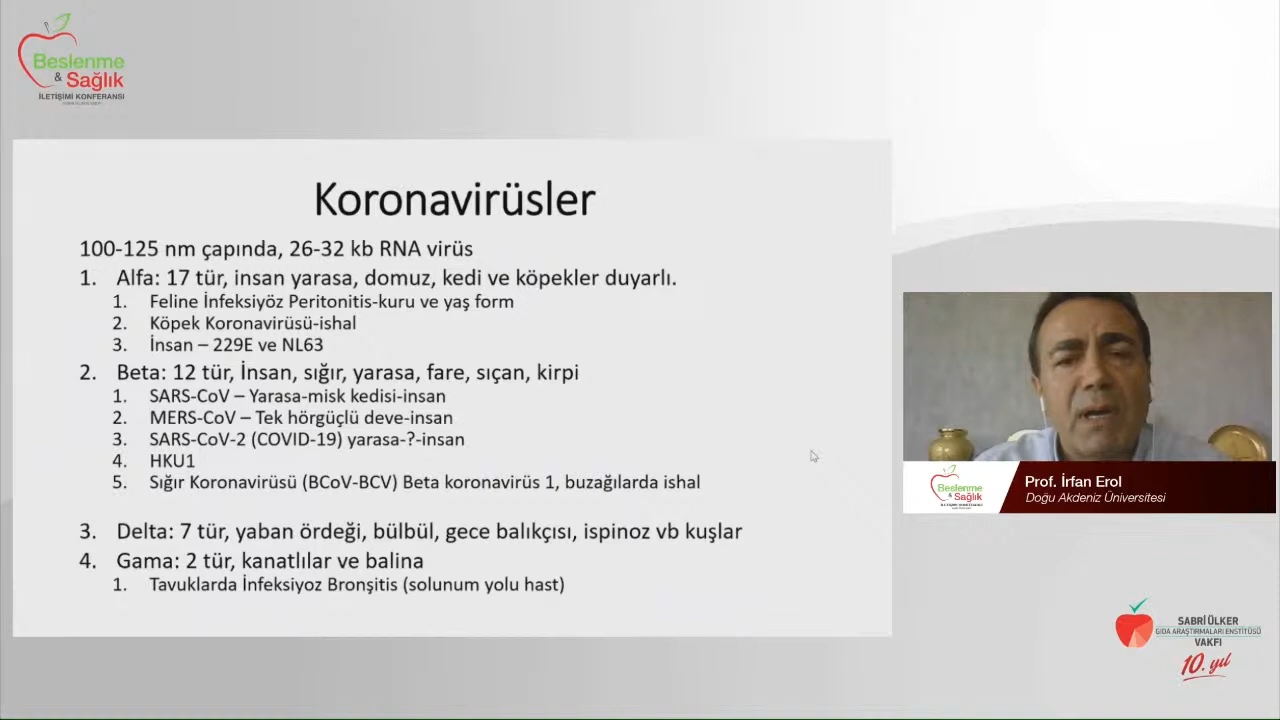 Beslenme
& Sağlık
İLETİŞİMİ KONFERANSI
Koronavirüsler
100-125 nm çapında, 26-32 kb RNA virüs
1. Alfa: 17 tür, insan yarasa, domuz, kedi ve köpekler duyarlı.
1. Feline İnfeksiyöz Peritonitis-kuru ve yaş form
2. Köpek Koronavirüsü-ishal
3. İnsan – 229E ve NL63
2. Beta: 12 tür, İnsan, sığır, yarasa, fare, sıçan, kirpi
1. SARS-CoV – Yarasa-misk kedisi-insan
2. MERS-CoV – Tek hörgüçlü deve-insan
3. SARS-CoV-2 (COVID-19) yarasa-?-insan
4. HKU1
5. Sığır Koronavirüsü (BCoV-BCV) Beta koronavirüs 1, buzağılarda ishal
3. Delta: 7 tür, yaban ördeği, bülbül, gece balıkçısı, ispinoz vb kuşlar
4. Gama: 2 tür, kanatlılar ve balina
1. Tavuklarda İnfeksiyoz Bronşitis (solunum yolu hast)
Beslenme
& Sağlık
İLETİŞİMİ KONFERANSI
Prof. İrfan Erol
Doğu Akdeniz Üniversitesi
SABRİ ÜLKER
GIDA ARAŞTIRMALARI ENSTİTÜSÜ
VAKFI
10. yıl